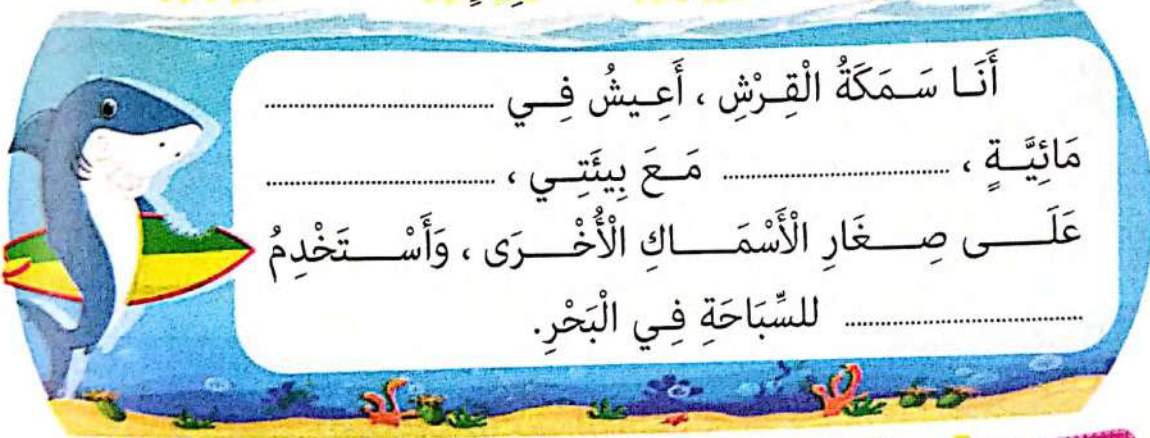 أَنَا سَمَكَةُ الْقِرْشِ ، أَعِيشُ فِي ........................
مَائِيَّةٍ ، ........................ مَعَ بِيئَتِي ، ........................
عَلَى صِغَارِ الْأَسْمَاكِ الْأُخْرَى ، وَأَسْتَخْدِمُ
........................ للسِّبَاحَةِ فِي الْبَحْرِ.